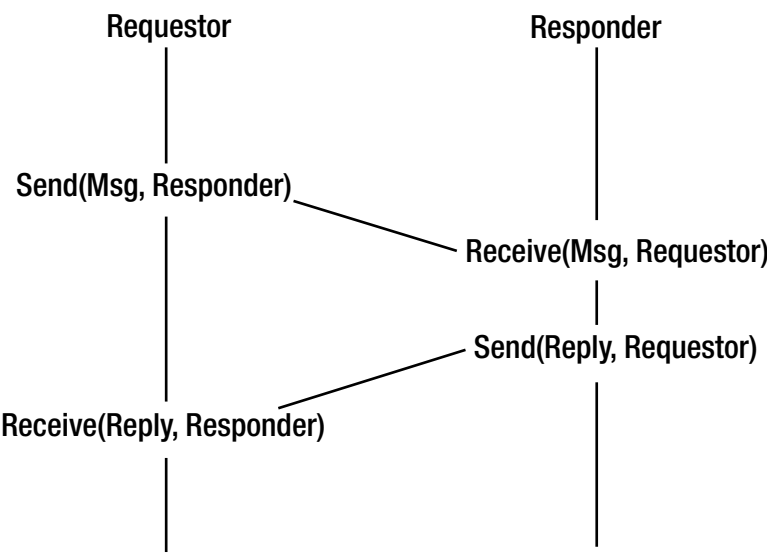 Requestor
Responder
Send(Msg, Responder)
Receive(Msg, Requestor)
Send(Reply, Requestor)
Receive(Reply, Responder)